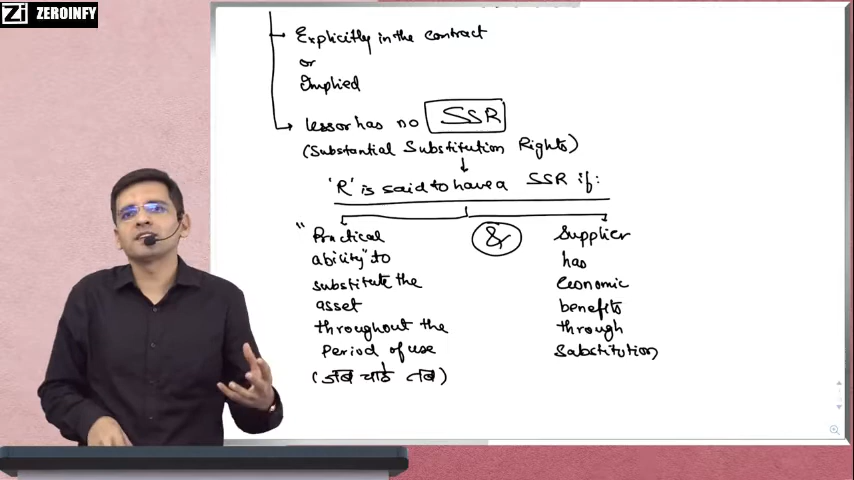 Zi ZEROINFY
Explicitly in the contract
or
Implied
lessor has no SSR
(Substantial Substitution Rights)
'R' is said to have a SSR if:
"Practical
ability" to
substitute the
asset
throughout the
Period of use
(जब चाहे तब)
&
Supplier
has
economic
benefits
through
Substitution